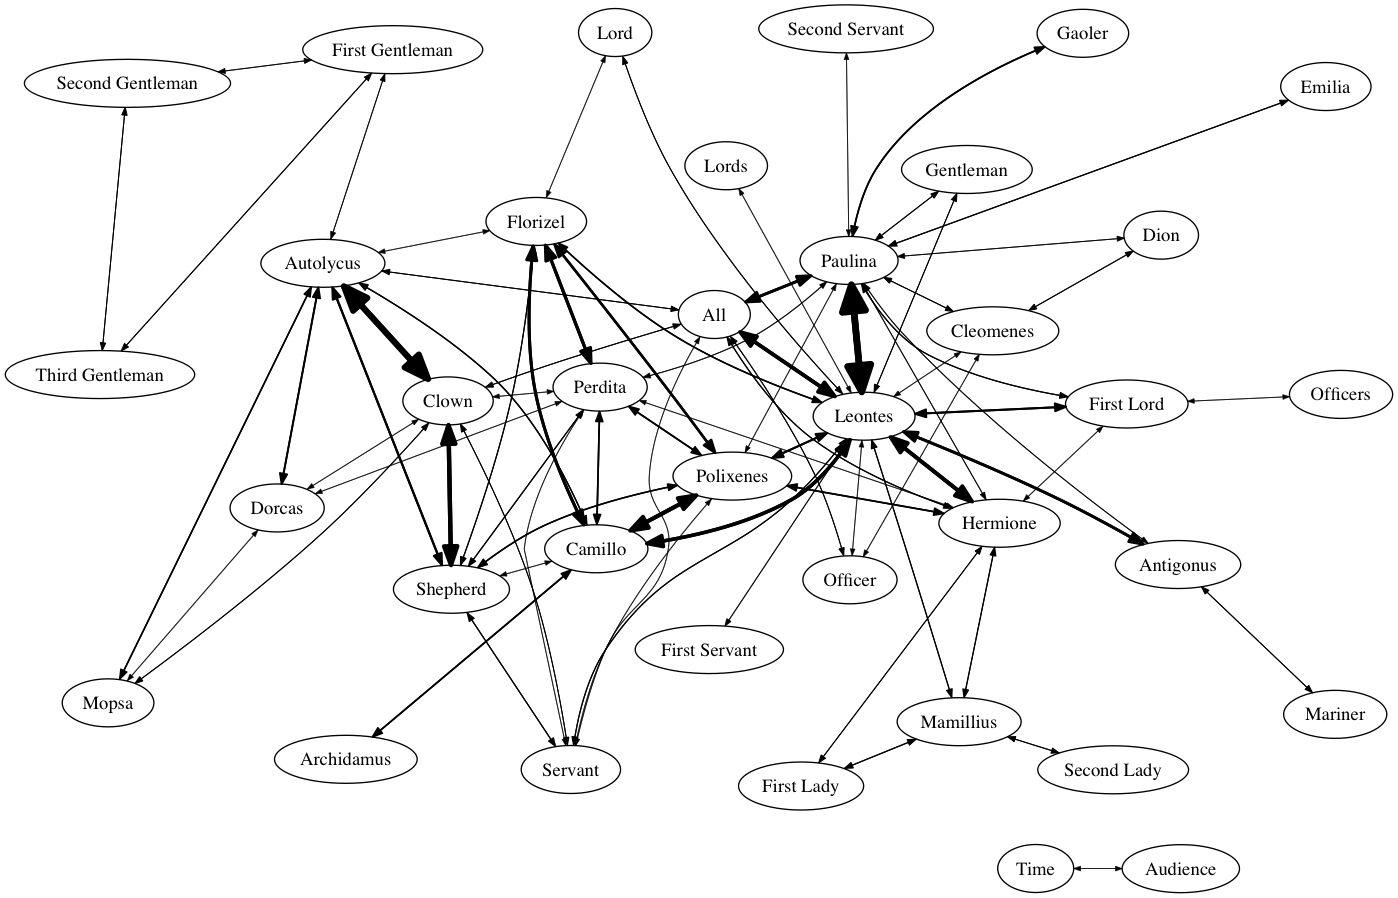 Lord
Second Servant
Gaoler
First Gentleman
Second Gentleman
Emilia
Lords
Gentleman
Florizel
Dion
Autolycus
Paulina
All
Cleomenes
Third Gentleman
Perdita
Clown
Officers
First Lord
Leontes
Polixenes
Dorcas
Hermione
Camillo
Antigonus
Officer
Shepherd
First Servant
Mopsa
Mariner
Mamillius
Archidamus
Servant
Second Lady
First Lady
Time
Audience